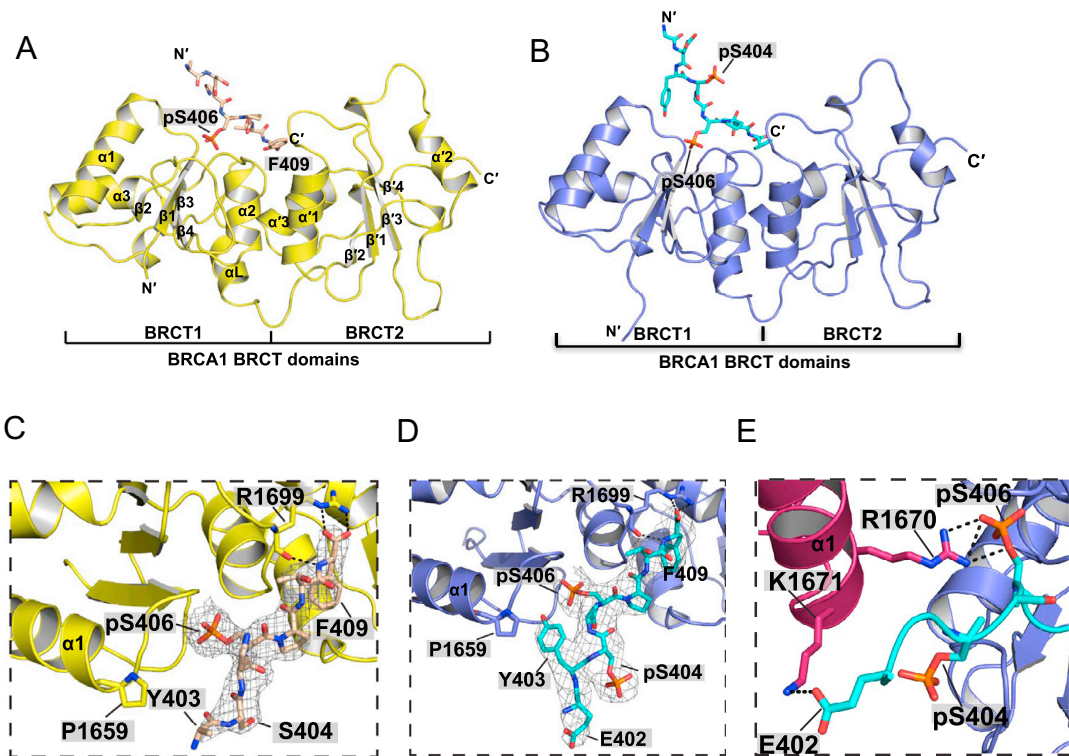 A
N′
pS406
C′
F409
α1
α3
β2
β1
β3
β4
α2
αL
α′3
α′1
β′2
β′1
β′3
β′4
α′2
C′
N′
BRCT1 BRCT2
BRCA1 BRCT domains
B
N′
pS404
C′
pS406
C′
N′
BRCT1 BRCT2
BRCA1 BRCT domains
C
R1699
pS406
α1
F409
Y403
P1659
S404
D
R1699
pS406
F409
α1
P1659
Y403
pS404
E402
E
pS406
R1670
α1
K1671
pS404
E402